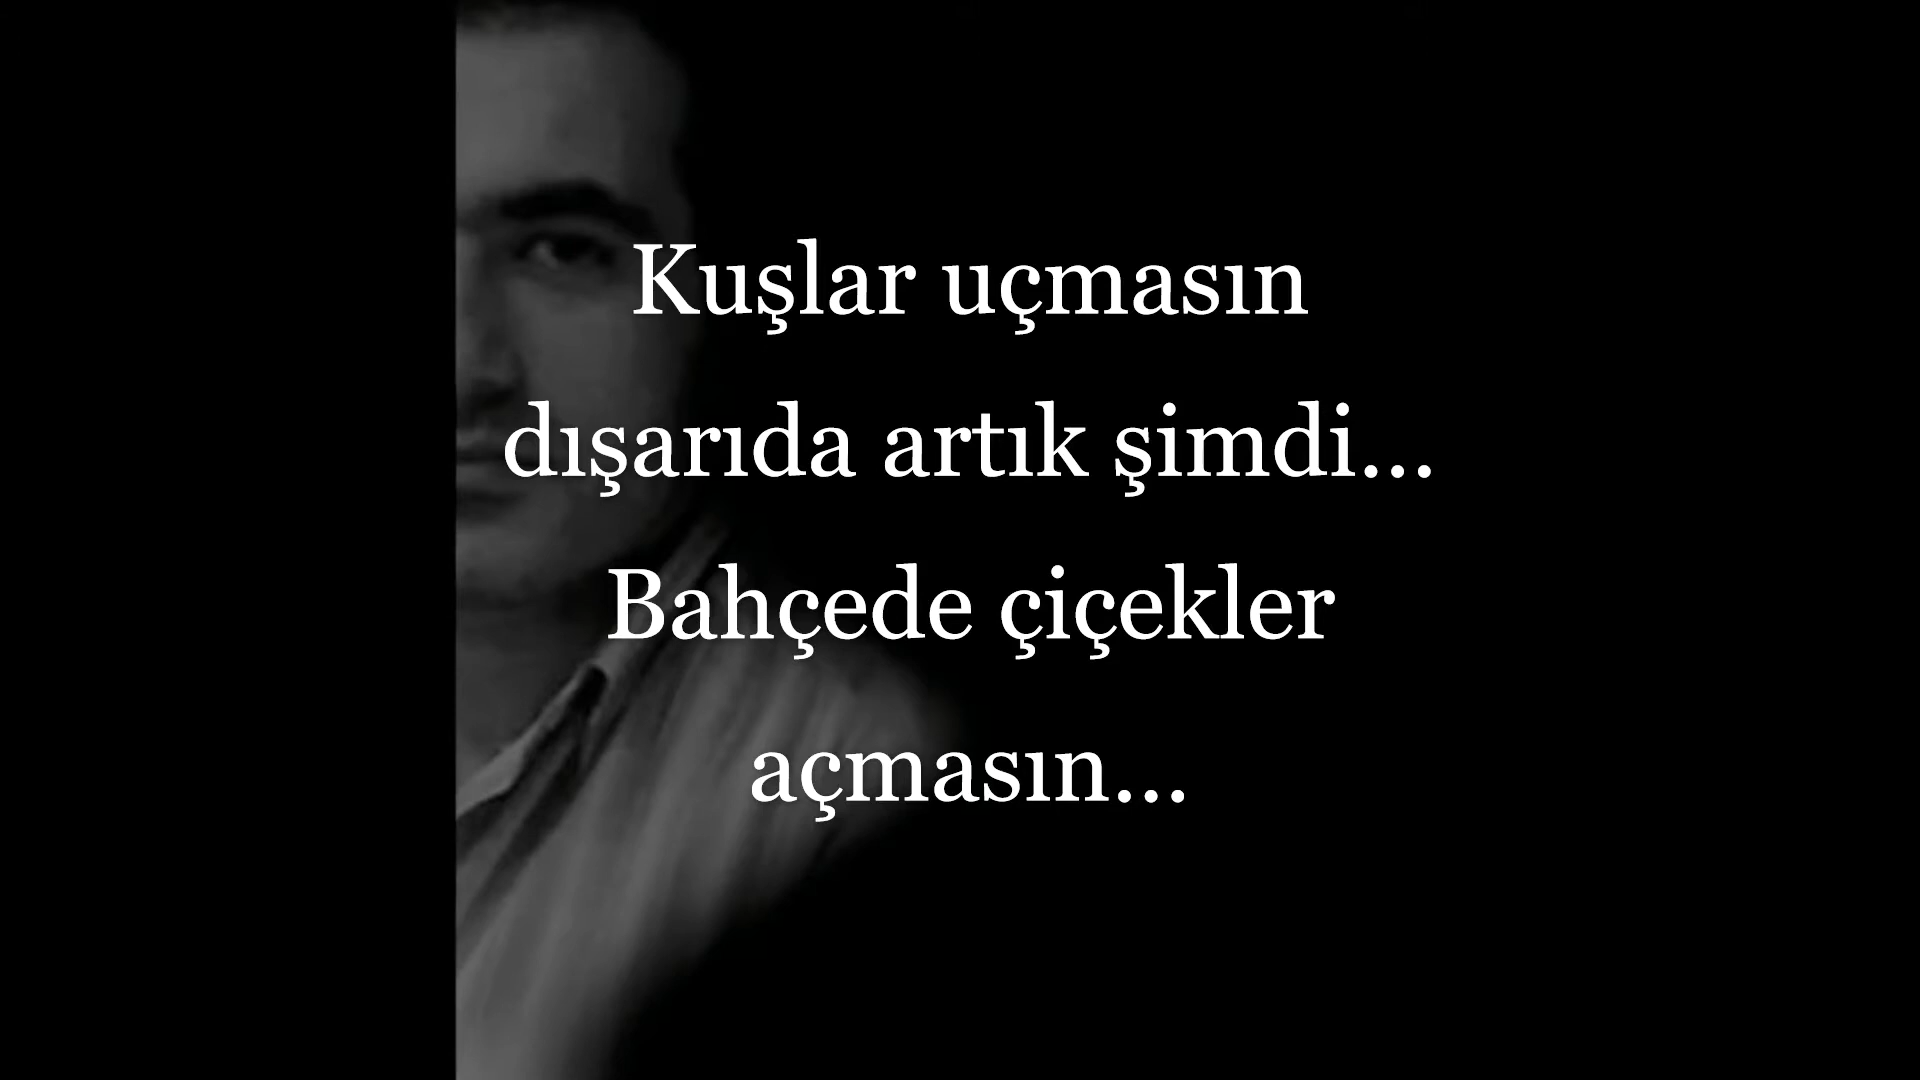 Kuşlar uçmasın
dışarıda artık şimdi...
Bahçede çiçekler
açmasın...